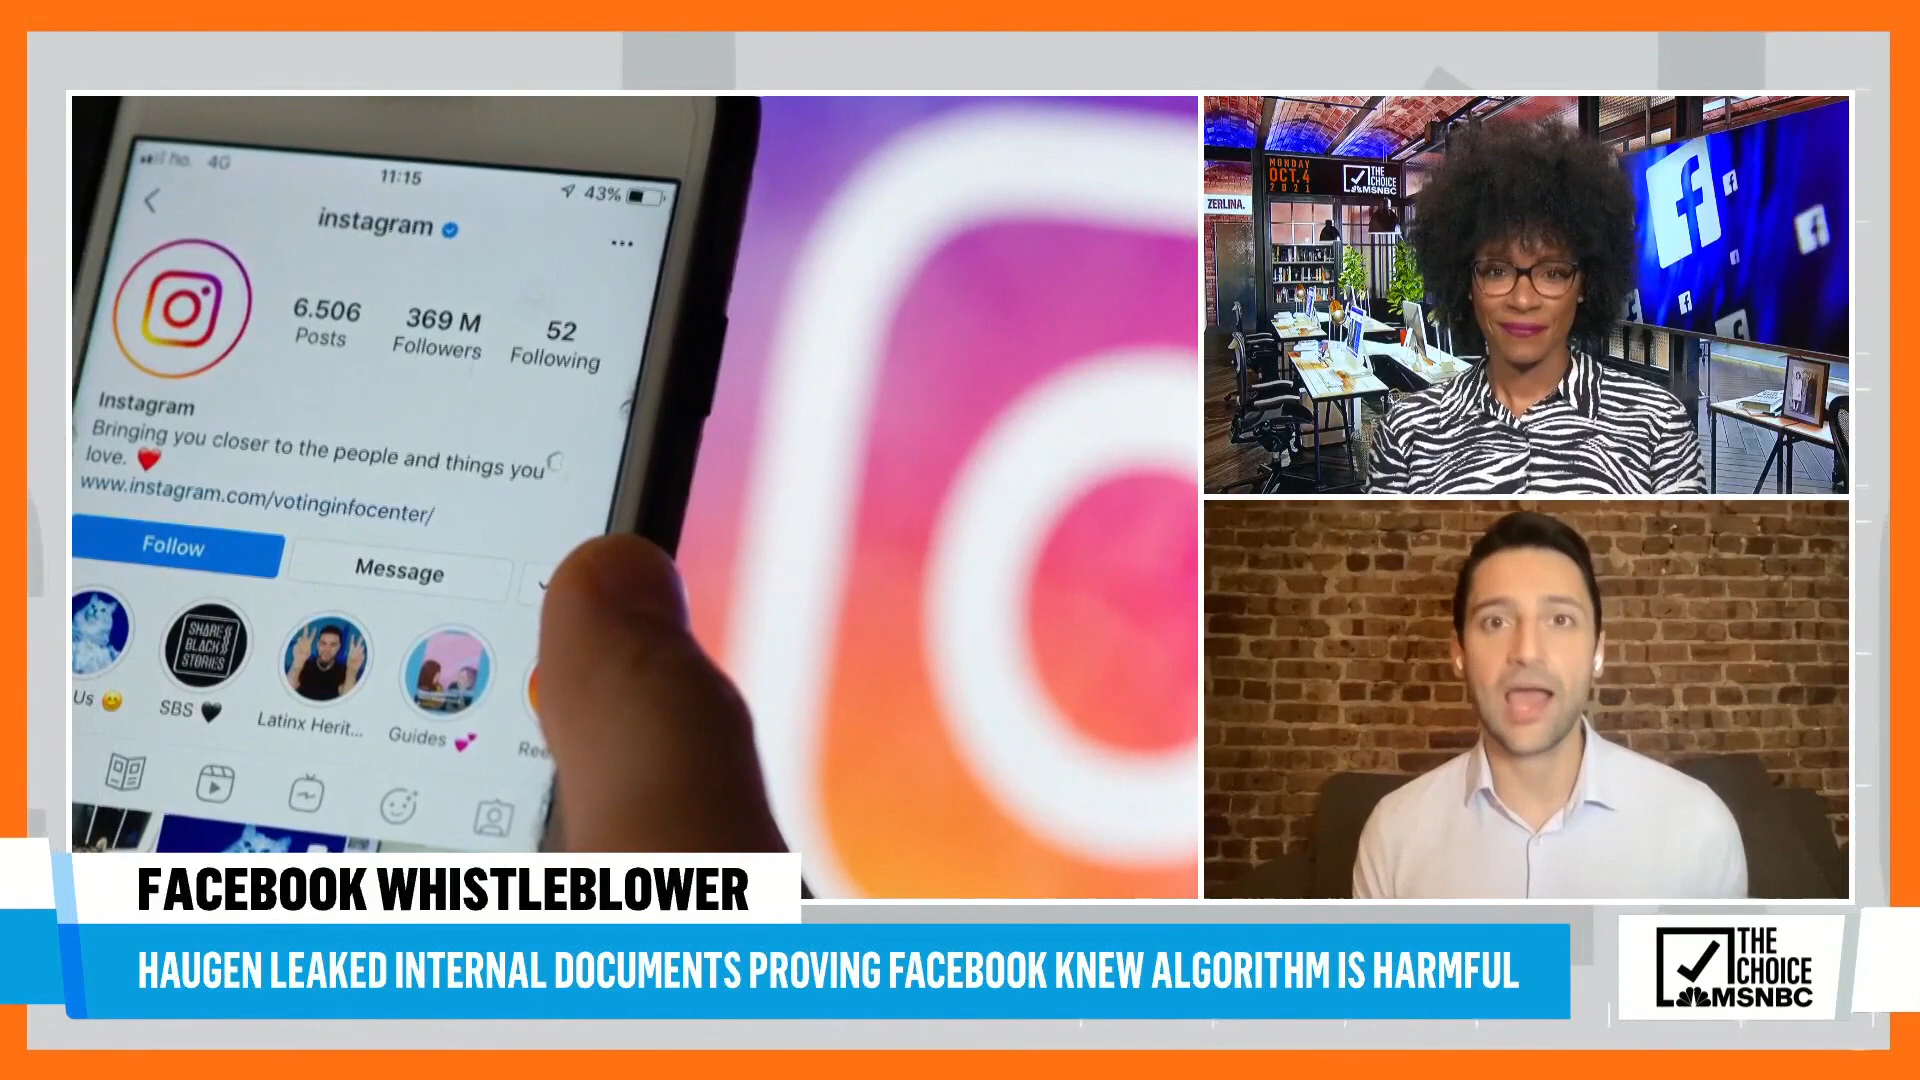 4G
11:15
43%
instagram
6.506
Posts
369 M
Followers
52
Following
Instagram
Bringing you closer to the people and things you
love. ❤️
www.instagram.com/votinginfocenter/
Follow
Message
SHARE
BLACK
STORIES
Us 😊
SBS 🖤
Latinx Herit...
Guides 💕
Ree
MONDAY
OCT. 4
2021
THE
CHOICE
MSNBC
ZERLINA.
FACEBOOK WHISTLEBLOWER
HAUGEN LEAKED INTERNAL DOCUMENTS PROVING FACEBOOK KNEW ALGORITHM IS HARMFUL
THE
CHOICE
MSNBC